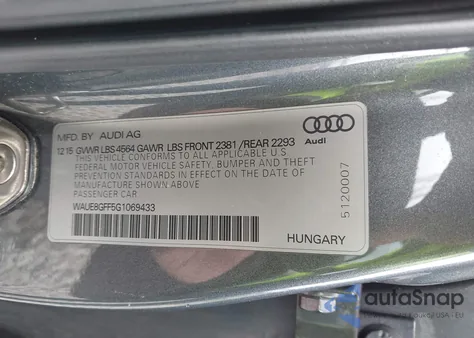 MFD. BY AUDI AG
12 15 GVWR LBS 4564 GAWR LBS FRONT 2381 / REAR 2293
THIS VEHICLE CONFORMS TO ALL APPLICABLE U.S
FEDERAL MOTOR VEHICLE SAFETY, BUMPER AND THEFT
PREVENTION STANDARDS IN EFFECT ON THE DATE OF
MANUFACTURE SHOWN ABOVE.
PASSENGER CAR
WAUE8GFF5G1069433
Audi
5120007
HUNGARY
autoSnap